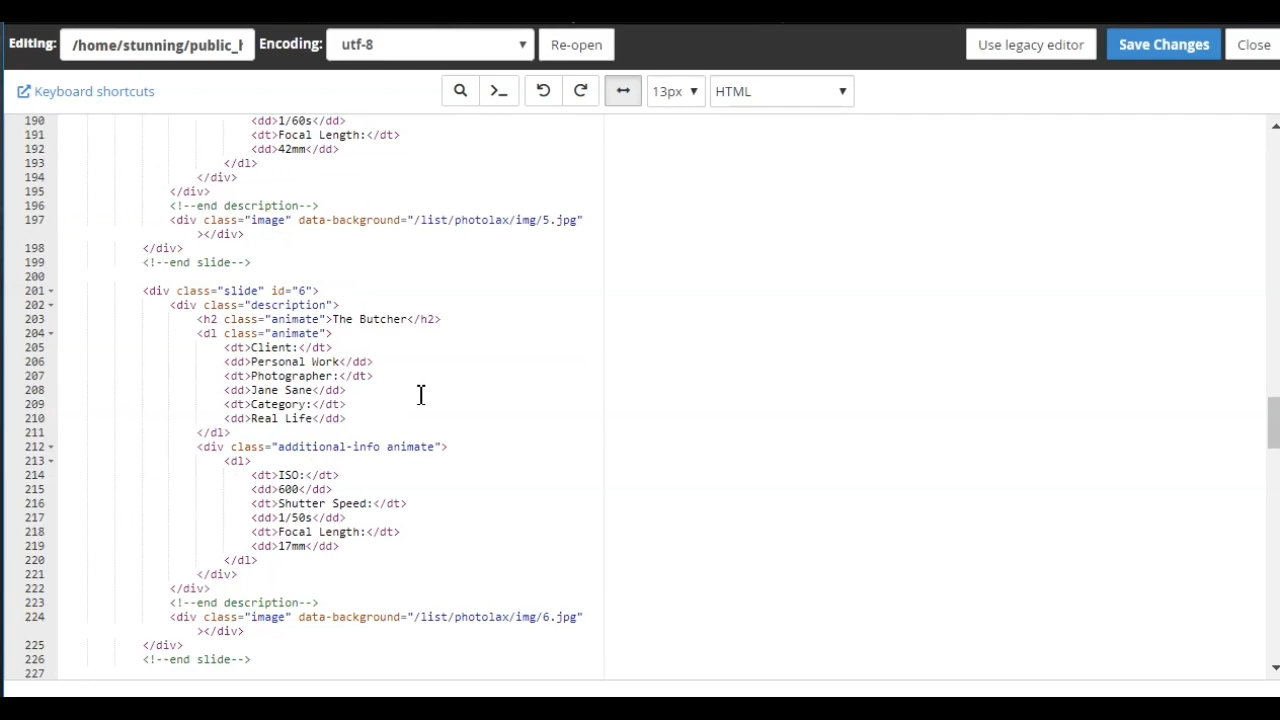 Editing: /home/stunning/public_h Encoding: utf-8 Re-open Use legacy editor Save Changes Close
Keyboard shortcuts 13px HTML
190 <dd>1/60s</dd>
191 <dt>Focal Length:</dt>
192 <dd>42mm</dd>
193 </dl>
194 </div>
195 </div>
196 <!--end description-->
197 <div class="image" data-background="/list/photolax/img/5.jpg"
></div>
198 </div>
199 <!--end slide-->
200
201 <div class="slide" id="6">
202 <div class="description">
203 <h2 class="animate">The Butcher</h2>
204 <dl class="animate">
205 <dt>Client:</dt>
206 <dd>Personal Work</dd>
207 <dt>Photographer:</dt>
208 <dd>Jane Sane</dd>
209 <dt>Category:</dt>
210 <dd>Real Life</dd>
211 </dl>
212 <div class="additional-info animate">
213 <dl>
214 <dt>ISO:</dt>
215 <dd>600</dd>
216 <dt>Shutter Speed:</dt>
217 <dd>1/50s</dd>
218 <dt>Focal Length:</dt>
219 <dd>17mm</dd>
220 </dl>
221 </div>
222 </div>
223 <!--end description-->
224 <div class="image" data-background="/list/photolax/img/6.jpg"
></div>
225 </div>
226 <!--end slide-->
227